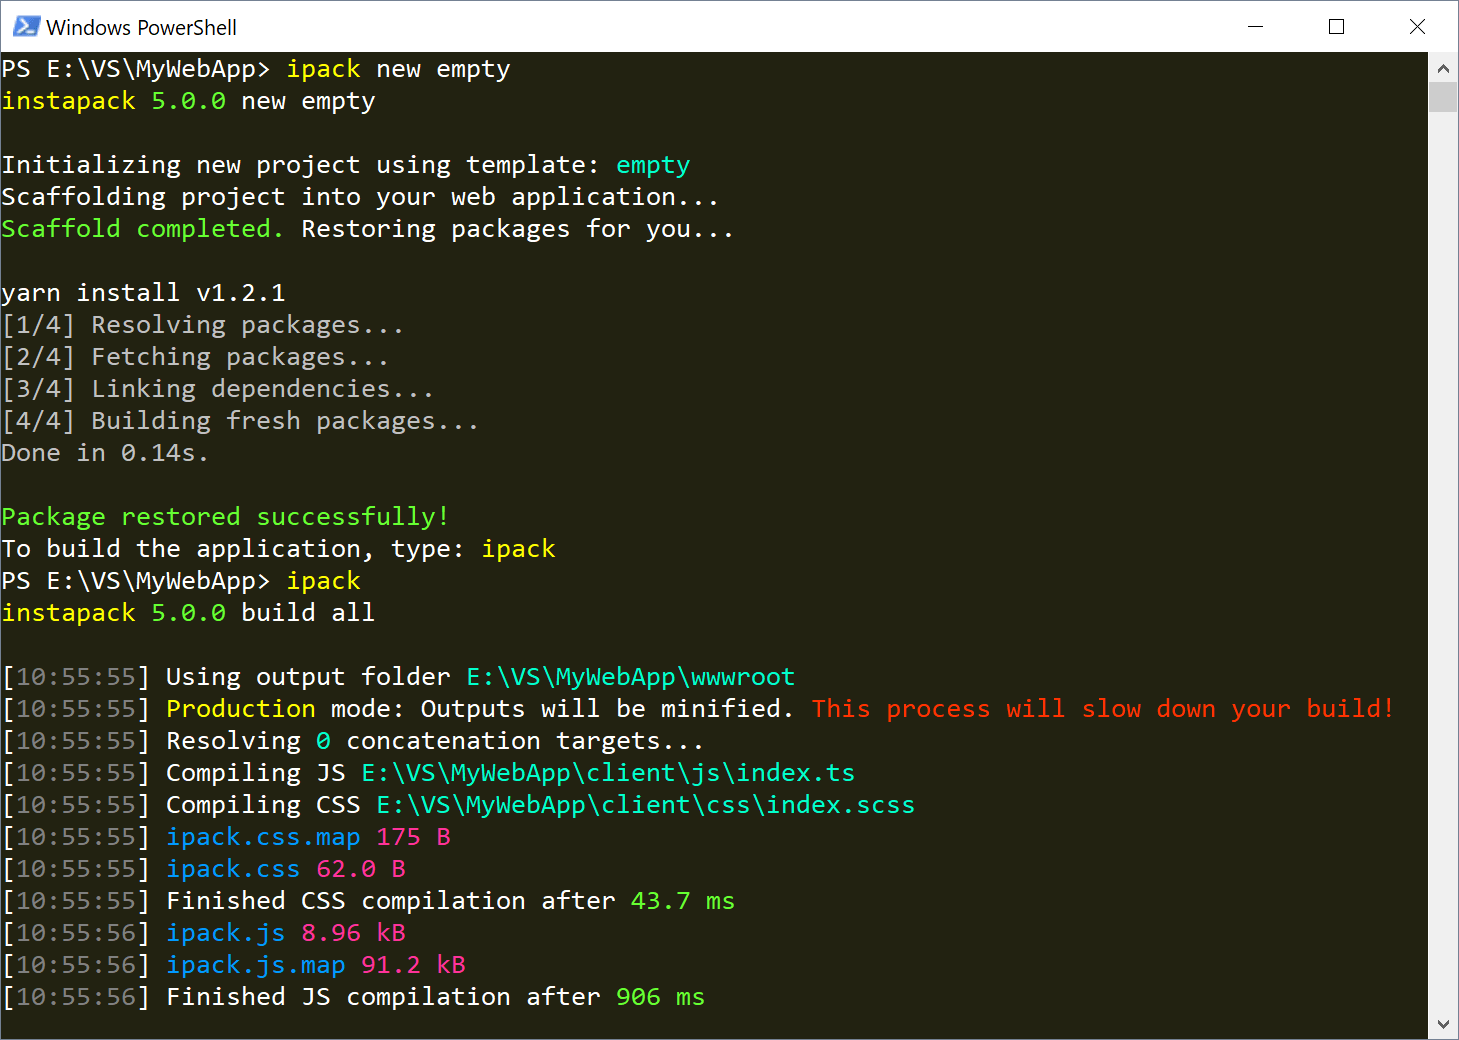 Windows PowerShell
PS E:\VS\MyWebApp> ipack new empty
instapack 5.0.0 new empty
Initializing new project using template: empty
Scaffolding project into your web application...
Scaffold completed. Restoring packages for you...
yarn install v1.2.1
[1/4] Resolving packages...
[2/4] Fetching packages...
[3/4] Linking dependencies...
[4/4] Building fresh packages...
Done in 0.14s.
Package restored successfully!
To build the application, type: ipack
PS E:\VS\MyWebApp> ipack
instapack 5.0.0 build all
[10:55:55] Using output folder E:\VS\MyWebApp\wwwroot
[10:55:55] Production mode: Outputs will be minified. This process will slow down your build!
[10:55:55] Resolving 0 concatenation targets...
[10:55:55] Compiling JS E:\VS\MyWebApp\client\js\index.ts
[10:55:55] Compiling CSS E:\VS\MyWebApp\client\css\index.scss
[10:55:55] ipack.css.map 175 B
[10:55:55] ipack.css 62.0 B
[10:55:55] Finished CSS compilation after 43.7 ms
[10:55:56] ipack.js 8.96 kB
[10:55:56] ipack.js.map 91.2 kB
[10:55:56] Finished JS compilation after 906 ms